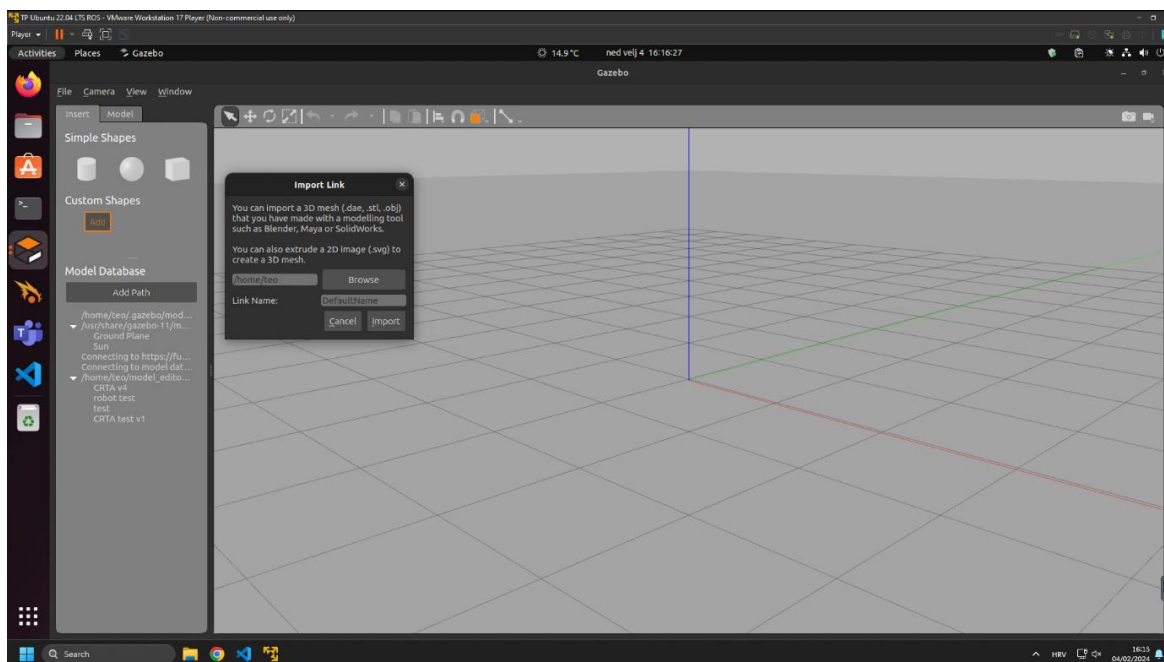 TP Ubuntu 22.04 LTS ROS - VMware Workstation 17 Player (Non-commercial use only)
Player
Activities Places Gazebo 14.9°C ned velj 4 16:16:27
Gazebo
File Camera View Window
Insert Model
Simple Shapes
Custom Shapes
Add
Model Database
Add Path
/home/teo/.gazebo/mod...
/usr/share/gazebo-11/m...
Ground Plane
Sun
Connecting to https://fu...
Connecting to model dat...
/home/teo/model_edito...
CRTA v4
robot test
test
CRTA test v1
Import Link
You can import a 3D mesh (.dae, .stl, .obj)
that you have made with a modelling tool
such as Blender, Maya or SolidWorks.
You can also extrude a 2D image (.svg) to
create a 3D mesh.
/home/teo Browse
Link Name: DefaultName
Cancel Import
Search
HRV 16:15
04/02/2024